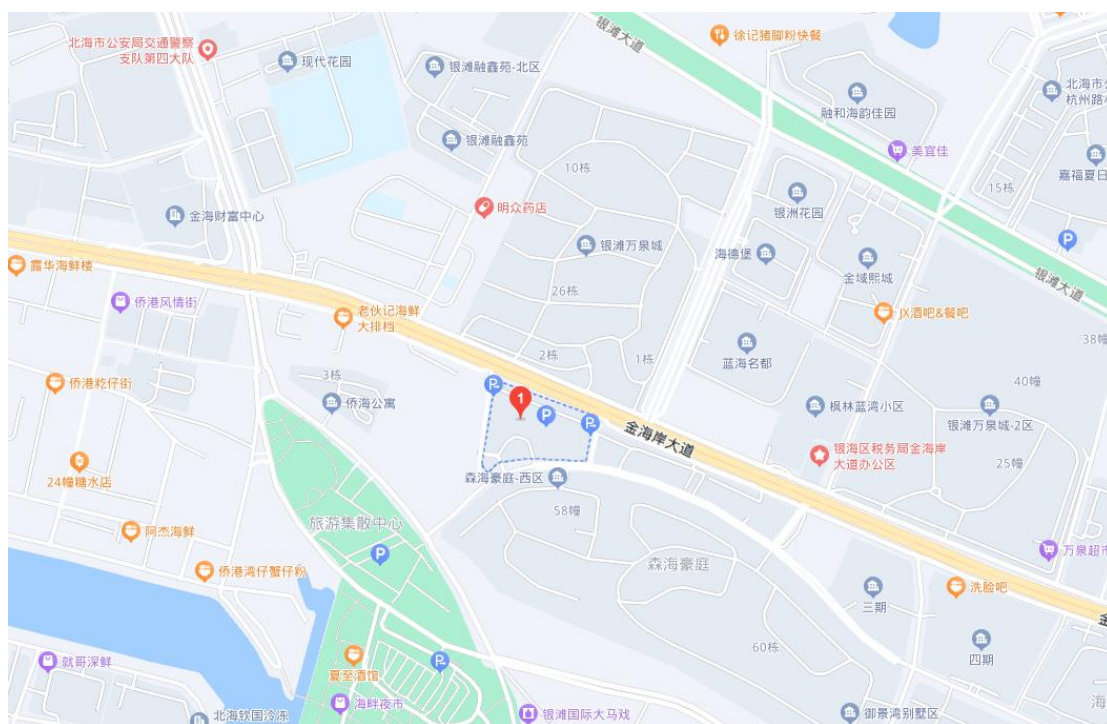 银滩大道
徐记猪脚粉快餐
北海市公安局交通警察
支队第四大队
现代花园
银滩融鑫苑-北区
北海市公
杭州路
融和海韵佳园
银滩融鑫苑
美宜佳
10栋
嘉福夏日
15栋
明众药店
银洲花园
金海财富中心
P
银滩万泉城
海德堡
露华海鲜楼
金域熙城
银滩大道
侨港风情街
26栋
老伙记海鲜
大排档
JX酒吧&餐吧
38幢
2栋
1栋
蓝海名都
3栋
侨港籺仔街
40幢
P
1
侨海公寓
P
P
枫林蓝湾小区
银滩万泉城-2区
金海岸大道
银海区税务局金海岸
大道办公区
25幢
森海豪庭-西区
24幢糖水店
58幢
旅游集散中心
阿杰海鲜
P
万泉超市
森海豪庭
侨港湾仔蟹仔粉
洗脸吧
三期
金
60栋
四期
就哥深鲜
P
夏至酒馆
海畔夜市
海
北海钦国冷冻
银滩国际大马戏
御景湾别墅区